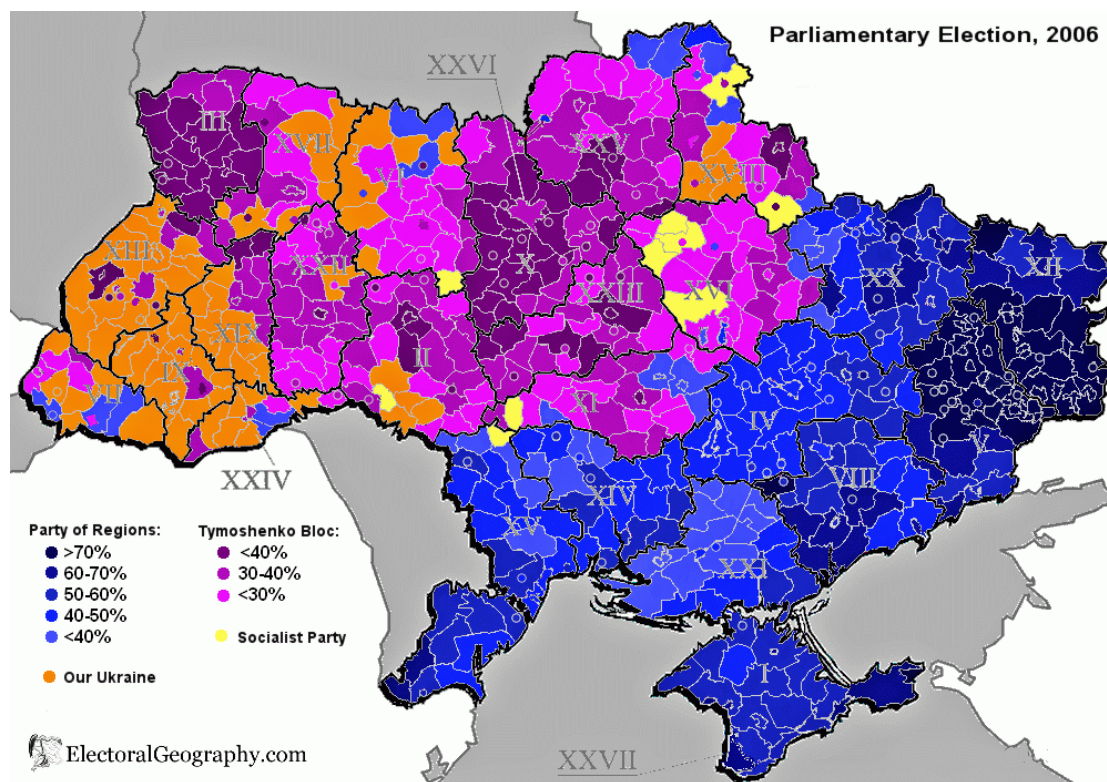 Parliamentary Election, 2006
XXVI
III
XVII
VI
XXV
XVIII
XIII
XXII
X
XXIII
XVI
XX
XII
XIX
II
IX
VII
XI
IV
V
XXIV
XIV
VIII
XV
XXI
I
XXVII
Party of Regions:
>70%
60-70%
50-60%
40-50%
<40%
Our Ukraine
Tymoshenko Bloc:
<40%
30-40%
<30%
Socialist Party
ElectoralGeography.com